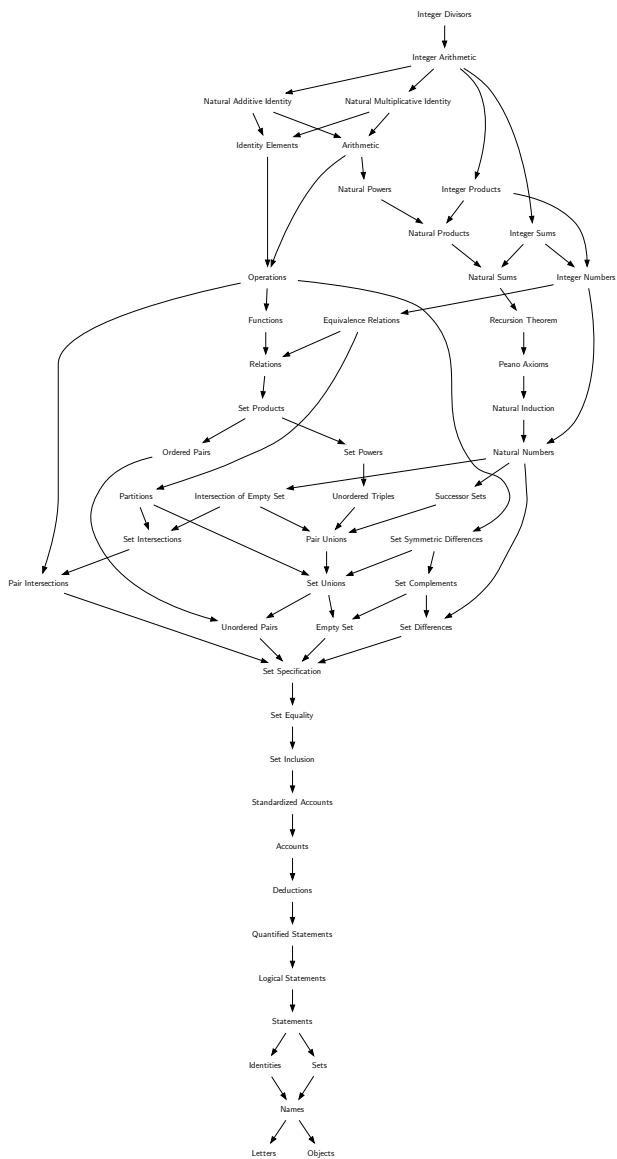 Integer Divisors
Integer Arithmetic
Natural Additive Identity
Natural Multiplicative Identity
Identity Elements
Arithmetic
Natural Powers
Integer Products
Natural Products
Integer Sums
Operations
Natural Sums
Integer Numbers
Functions
Equivalence Relations
Recursion Theorem
Relations
Peano Axioms
Set Products
Natural Induction
Ordered Pairs
Set Powers
Natural Numbers
Partitions
Intersection of Empty Set
Unordered Triples
Successor Sets
Set Intersections
Pair Unions
Set Symmetric Differences
Pair Intersections
Set Unions
Set Complements
Unordered Pairs
Empty Set
Set Differences
Set Specification
Set Equality
Set Inclusion
Standardized Accounts
Accounts
Deductions
Quantified Statements
Logical Statements
Statements
Identities
Sets
Names
Letters
Objects